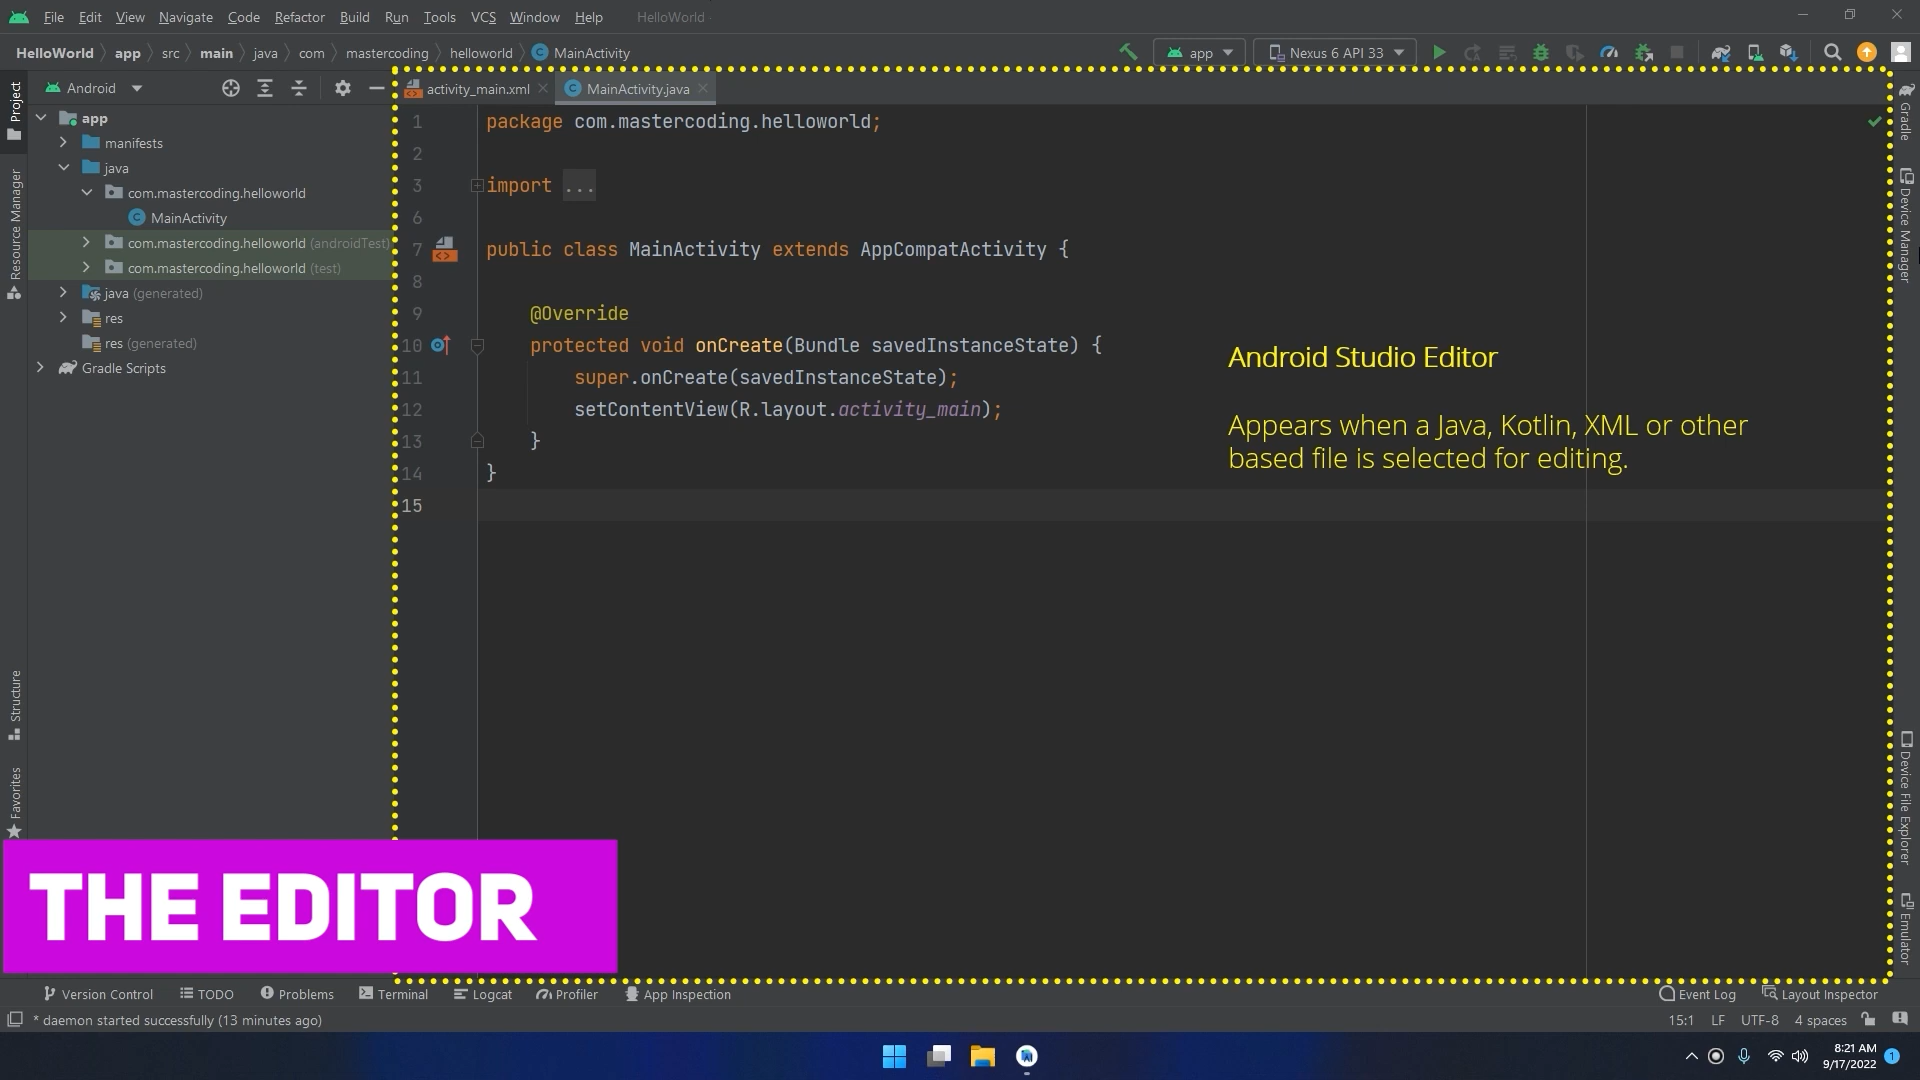 File Edit View Navigate Code Refactor Build Run Tools VCS Window Help HelloWorld
HelloWorld app src main java com mastercoding helloworld MainActivity app Nexus 6 API 33
Project
Resource Manager
Structure
Favorites
Android
app
manifests
java
com.mastercoding.helloworld
MainActivity
com.mastercoding.helloworld (androidTest)
com.mastercoding.helloworld (test)
java (generated)
res
res (generated)
Gradle Scripts
activity_main.xml MainActivity.java
1 package com.mastercoding.helloworld;
2
3 import ...
6
7 public class MainActivity extends AppCompatActivity {
8
9 @Override
10 protected void onCreate(Bundle savedInstanceState) {
11 super.onCreate(savedInstanceState);
12 setContentView(R.layout.activity_main);
13 }
14 }
15
Android Studio Editor
Appears when a Java, Kotlin, XML or other
based file is selected for editing.
Gradle
Device Manager
Device File Explorer
Emulator
THE EDITOR
Version Control TODO Problems Terminal Logcat Profiler App Inspection Event Log Layout Inspector
* daemon started successfully (13 minutes ago) 15:1 LF UTF-8 4 spaces
8:21 AM
9/17/2022 1